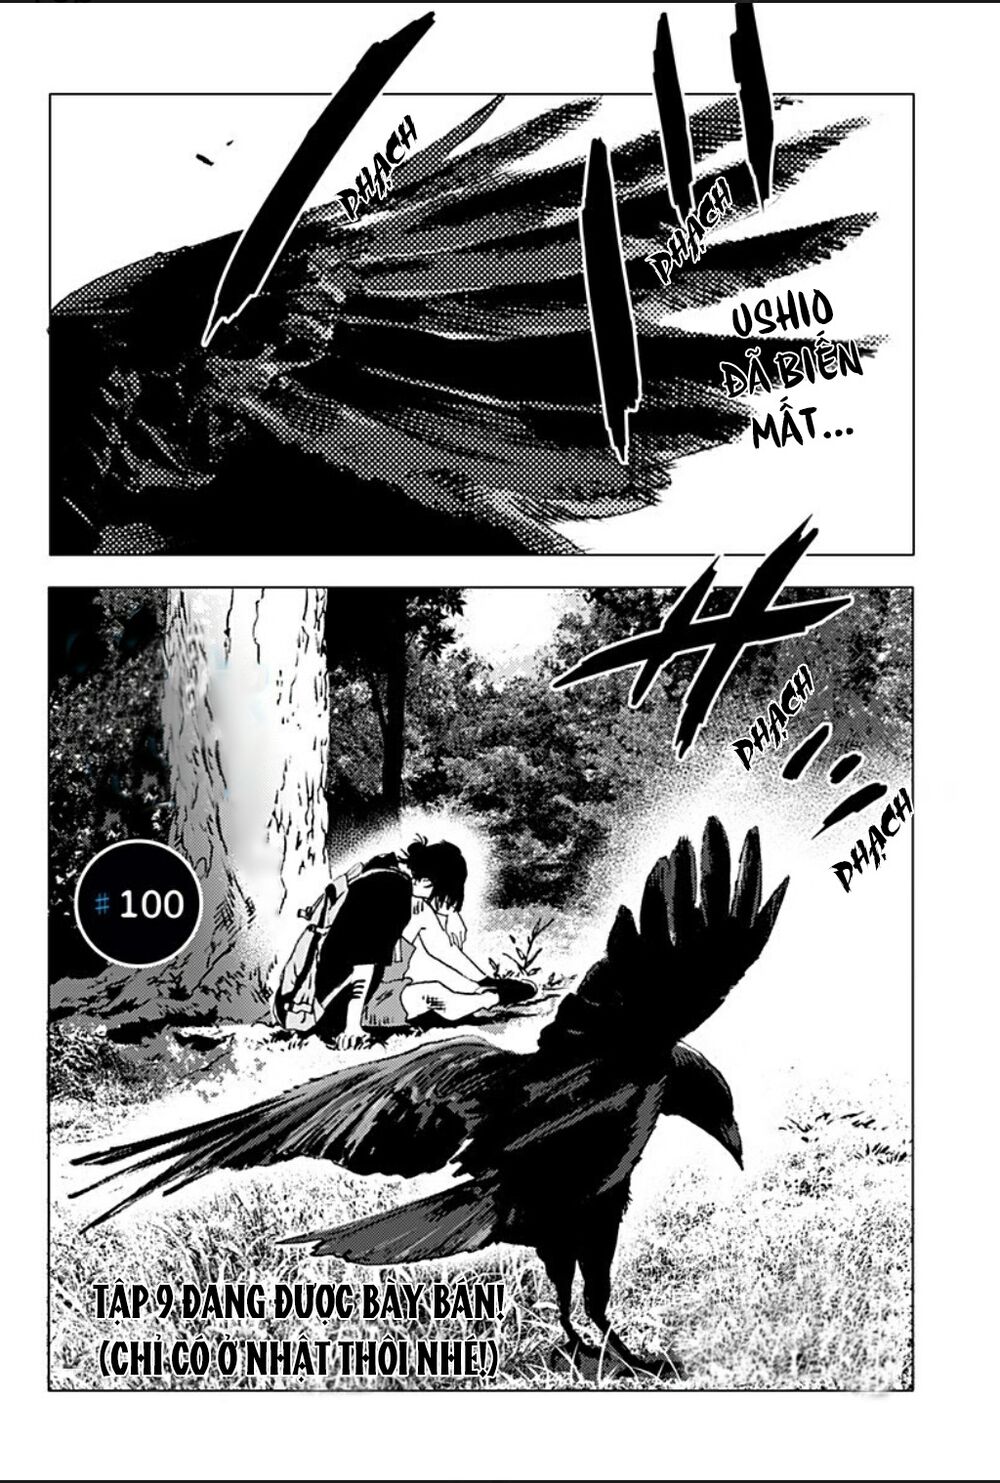 PHẠCH
PHẠCH
USHIO
ĐÃ BIẾN
MẤT...
PHẠCH
PHẠCH
# 100
TẬP 9 ĐANG ĐƯỢC BÀY BÁN!
(CHỈ CÓ Ở NHẬT THÔI NHÉ!)